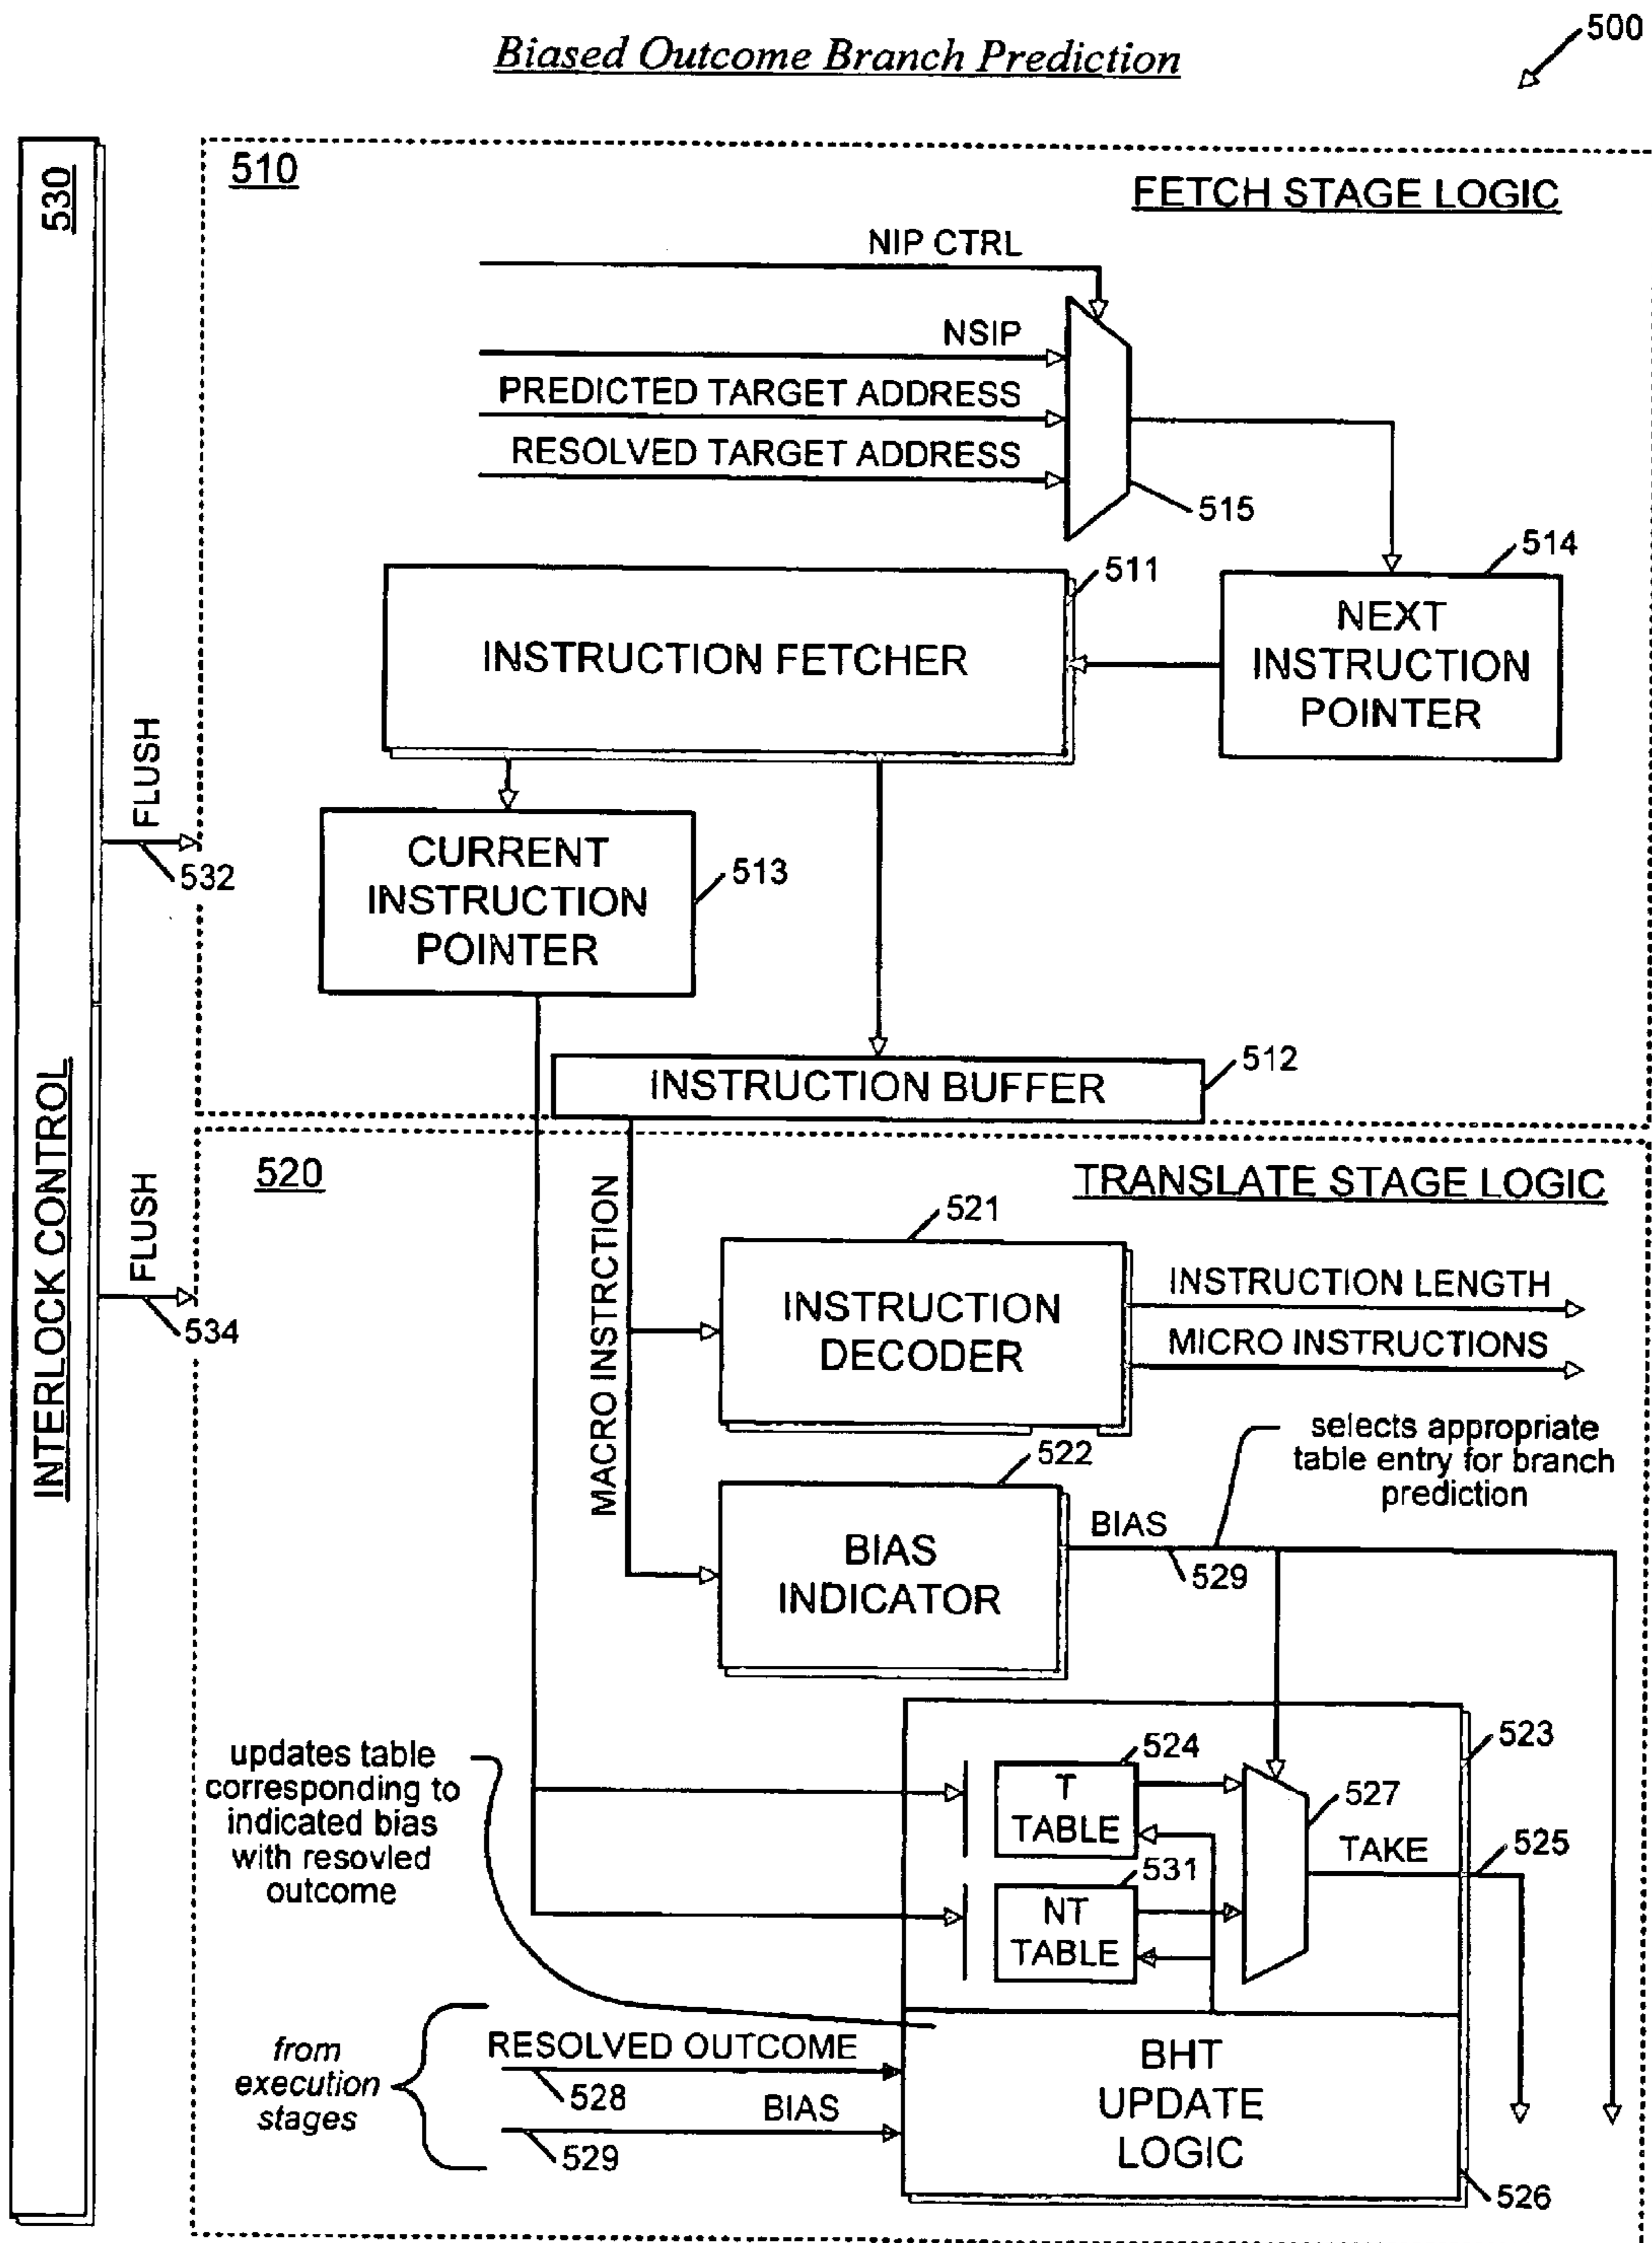 Biased Outcome Branch Prediction
500
510
FETCH STAGE LOGIC
530
NIP CTRL
NSIP
PREDICTED TARGET ADDRESS
RESOLVED TARGET ADDRESS
515
514
511
INSTRUCTION FETCHER
NEXT
INSTRUCTION
POINTER
FLUSH
532
CURRENT
INSTRUCTION
POINTER
513
512
INSTRUCTION BUFFER
INTERLOCK CONTROL
520
TRANSLATE STAGE LOGIC
FLUSH
534
MACRO INSTRCTION
521
INSTRUCTION
DECODER
INSTRUCTION LENGTH
MICRO INSTRUCTIONS
522
BIAS
INDICATOR
BIAS
529
selects appropriate
table entry for branch
prediction
updates table
corresponding to
indicated bias
with resovled
outcome
523
524
T
TABLE
527
TAKE
525
531
NT
TABLE
from
execution
stages
RESOLVED OUTCOME
528
BIAS
529
BHT
UPDATE
LOGIC
526